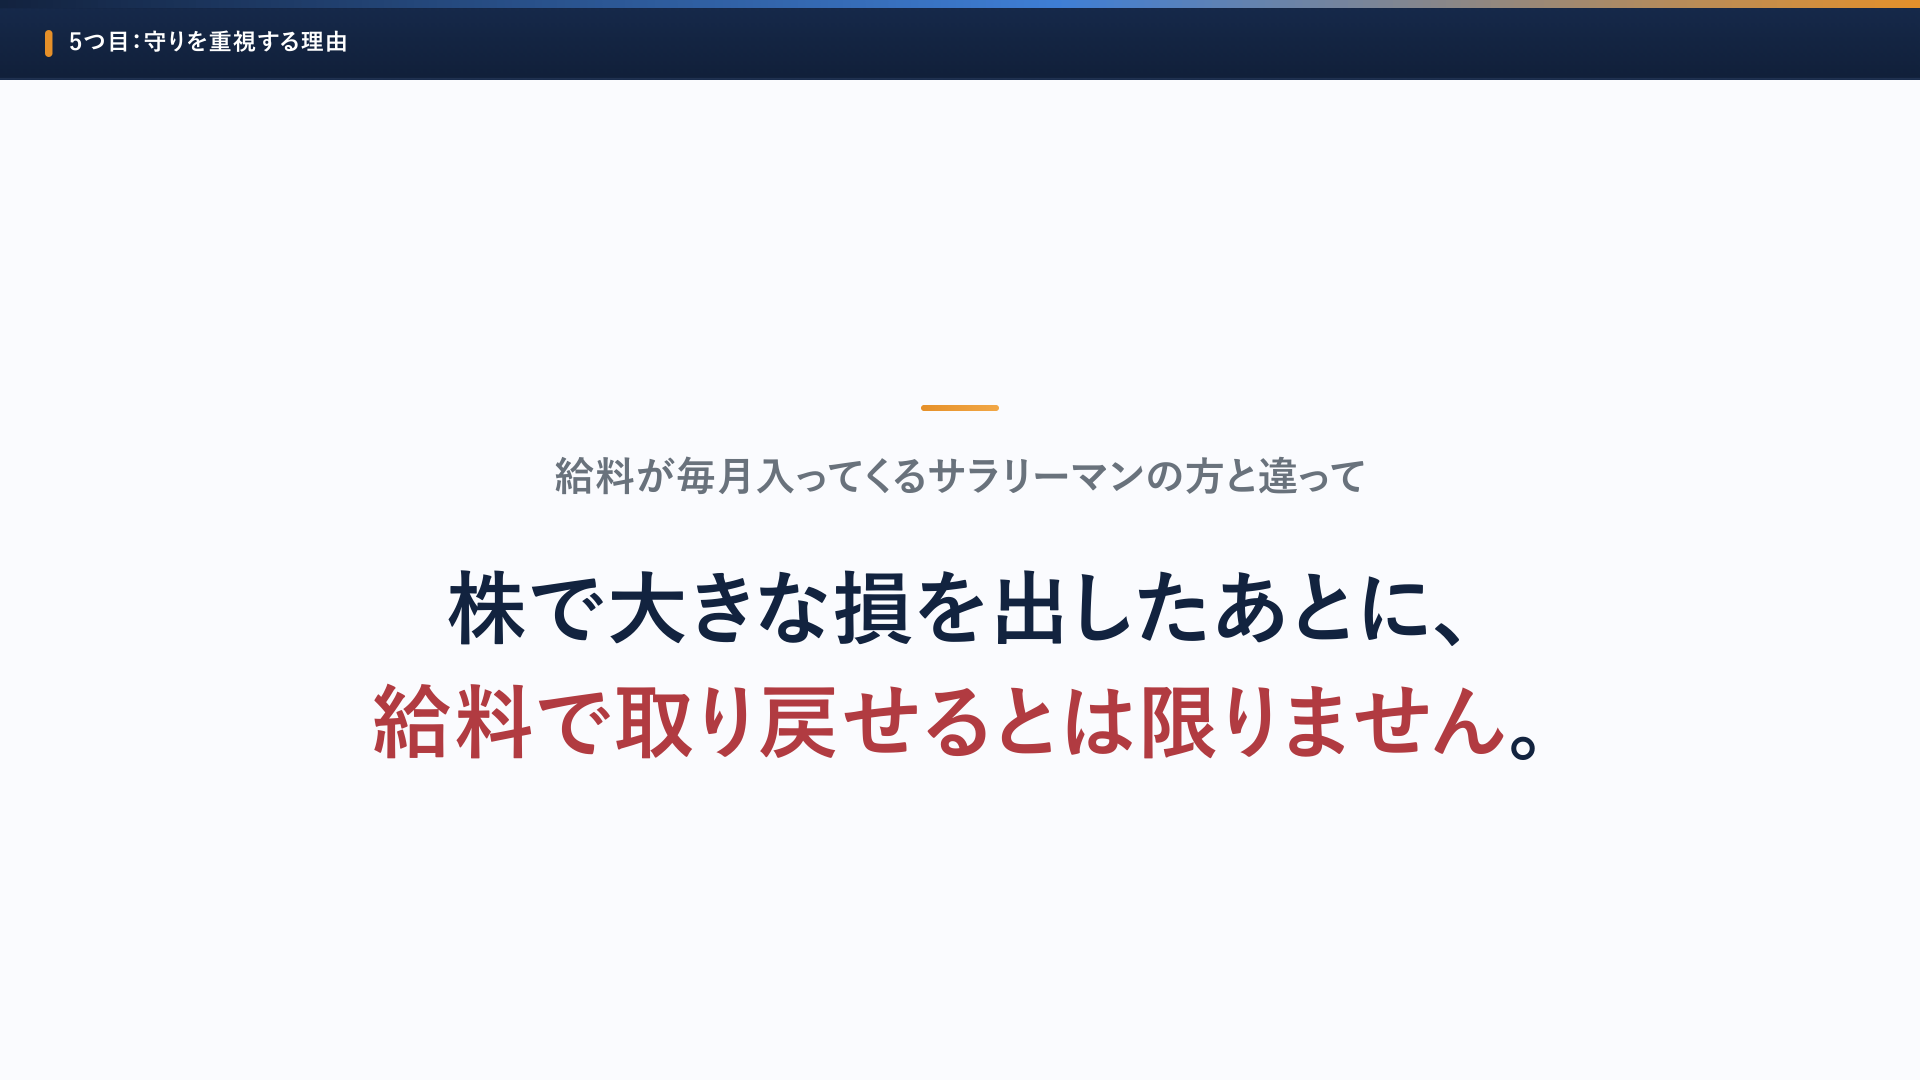 5つ目：守りを重視する理由
給料が毎月入ってくるサラリーマンの方と違って
株で大きな損を出したあとに、
給料で取り戻せるとは限りません。